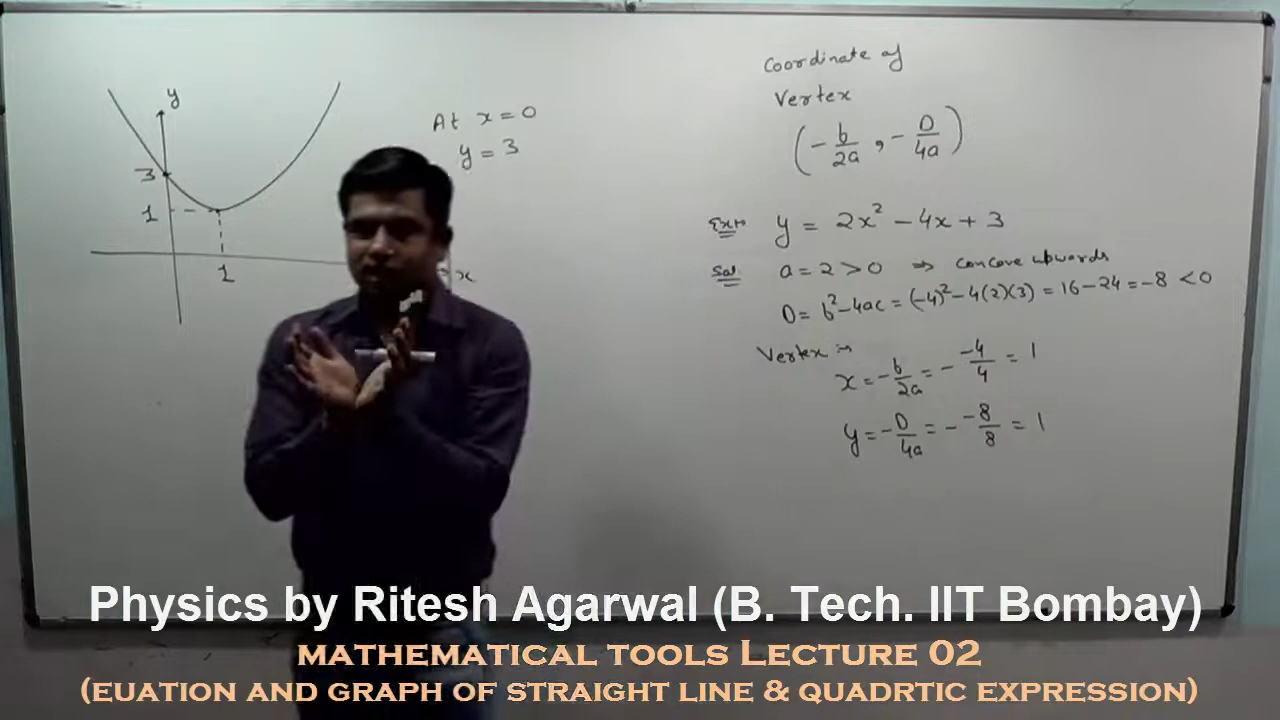 y
3
1
1
x
At x = 0
y = 3
Coordinate of
Vertex
(-b/2a, -D/4a)
Ex:- y = 2x² - 4x + 3
Sol a = 2 > 0 ⇒ concave upwards
D = b² - 4ac = (-4)² - 4(2)(3) = 16 - 24 = -8 < 0
Vertex is
x = -b/2a = - -4/4 = 1
y = -D/4a = - -8/8 = 1
Physics by Ritesh Agarwal (B. Tech. IIT Bombay)
MATHEMATICAL TOOLS LECTURE 02
(EUATION AND GRAPH OF STRAIGHT LINE & QUADRTIC EXPRESSION)